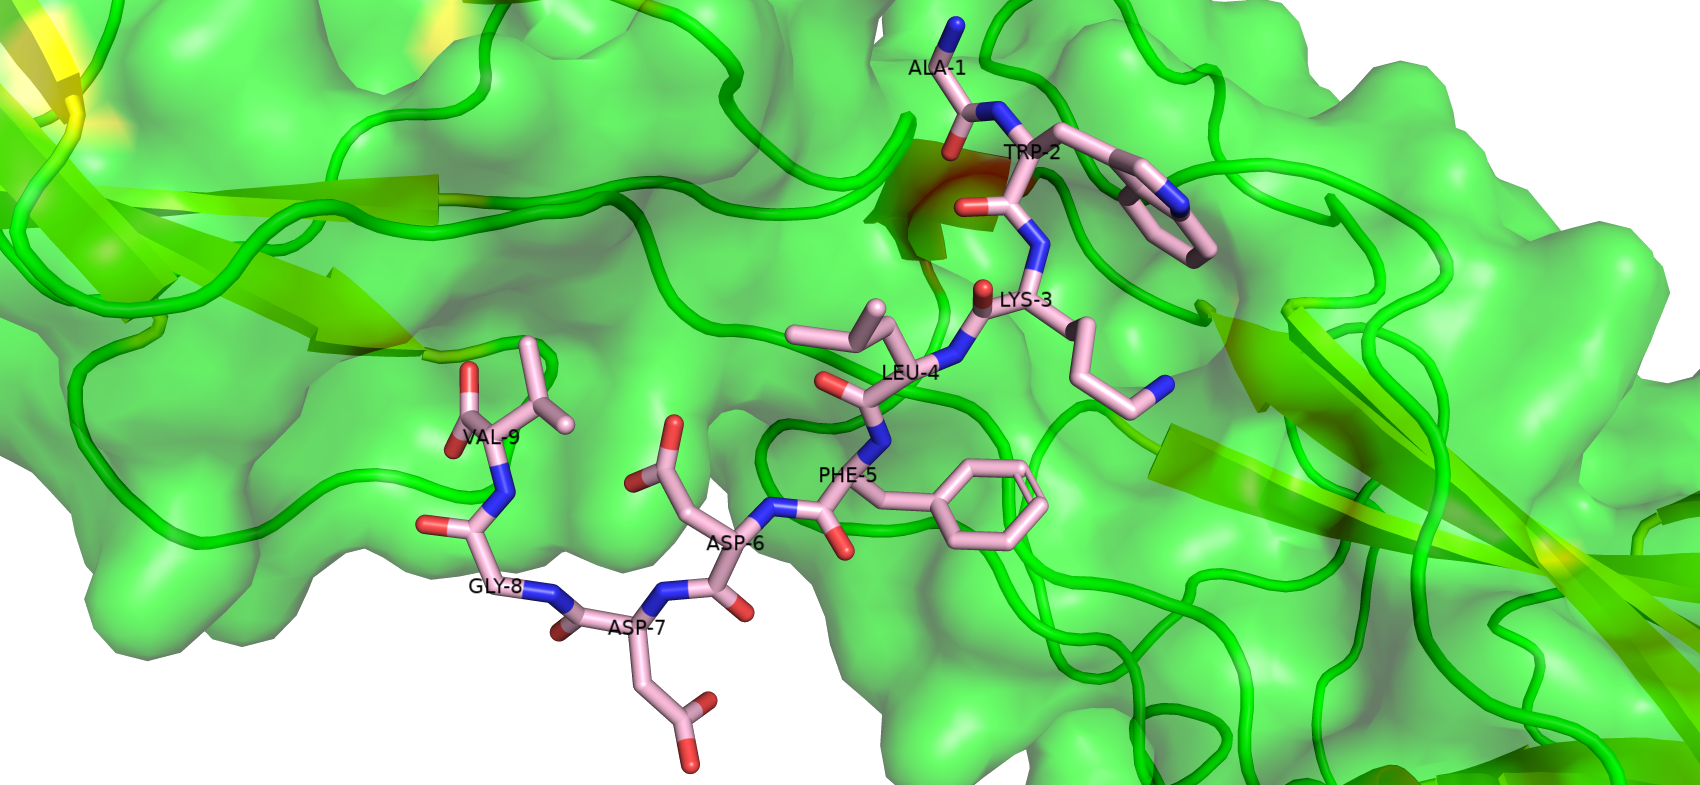 ALA-1
TRP-2
LYS-3
LEU-4
PHE-5
ASP-6
ASP-7
GLY-8
VAL-9